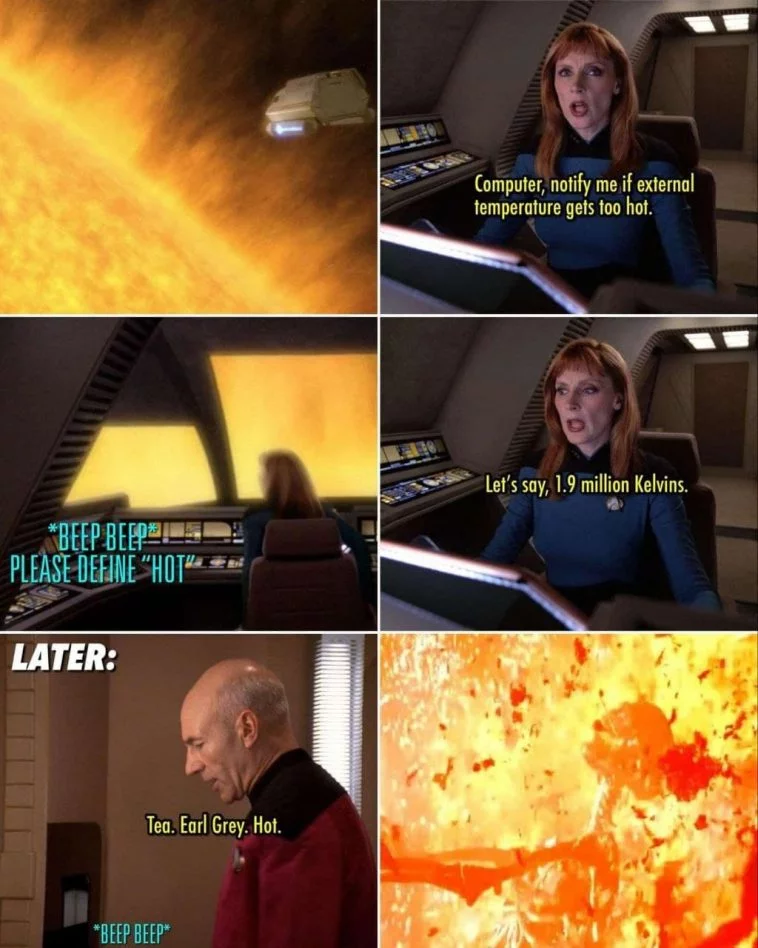 Computer, notify me if external
temperature gets too hot.
*BEEP BEEP*
PLEASE DEFINE "HOT"
Let's say, 1.9 million Kelvins.
LATER:
Tea. Earl Grey. Hot.
*BEEP BEEP*